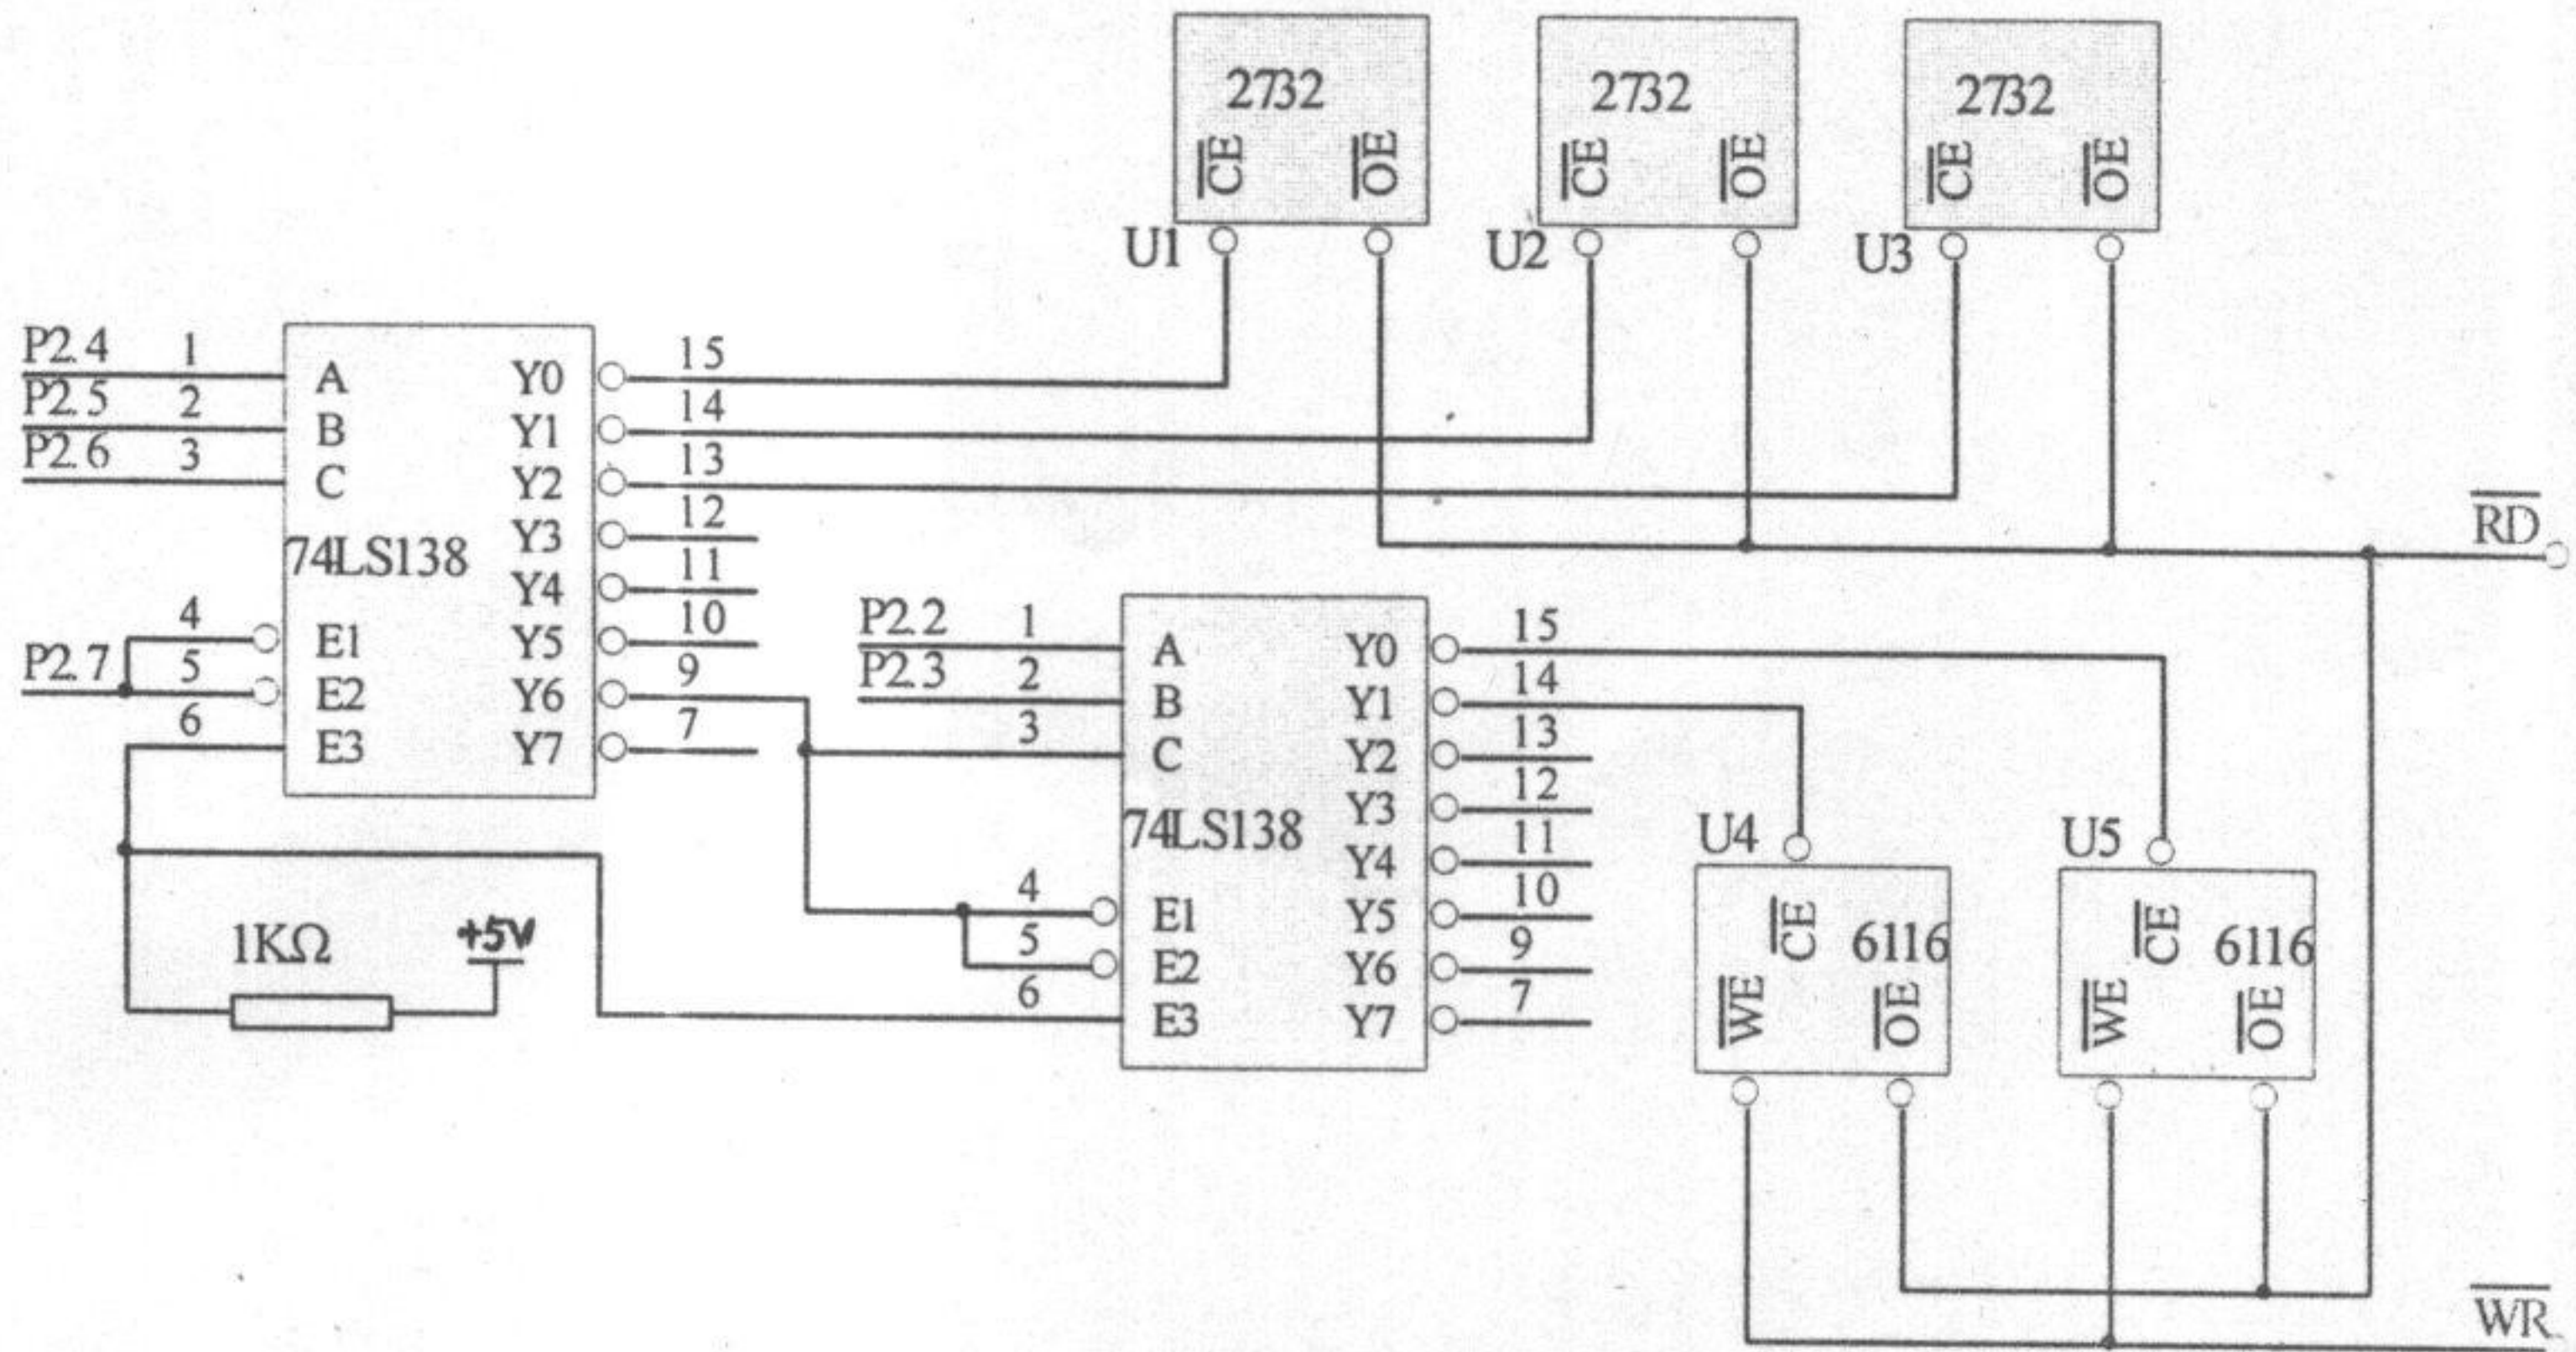 2732
CE
OE
U1
2732
CE
OE
U2
2732
CE
OE
U3
P2.4 1 A Y0 15
P2.5 2 B Y1 14
P2.6 3 C Y2 13
Y3 12
74LS138
Y4 11
4 E1 Y5 10
P2.7 5 E2 Y6 9
6 E3 Y7 7
RD
P2.2 1 A Y0 15
P2.3 2 B Y1 14
3 C Y2 13
Y3 12
74LS138
Y4 11
4 E1 Y5 10
5 E2 Y6 9
6 E3 Y7 7
1KΩ
+5V
U4
CE
6116
WE
OE
U5
CE
6116
WE
OE
WR